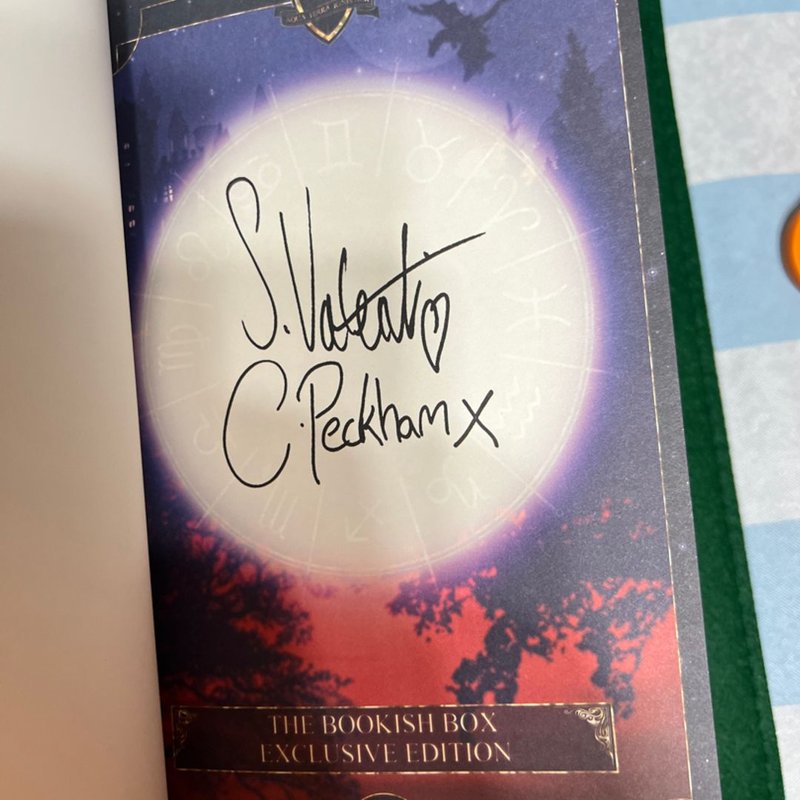 S. Valenti
C. Peckham x
THE BOOKISH BOX
EXCLUSIVE EDITION